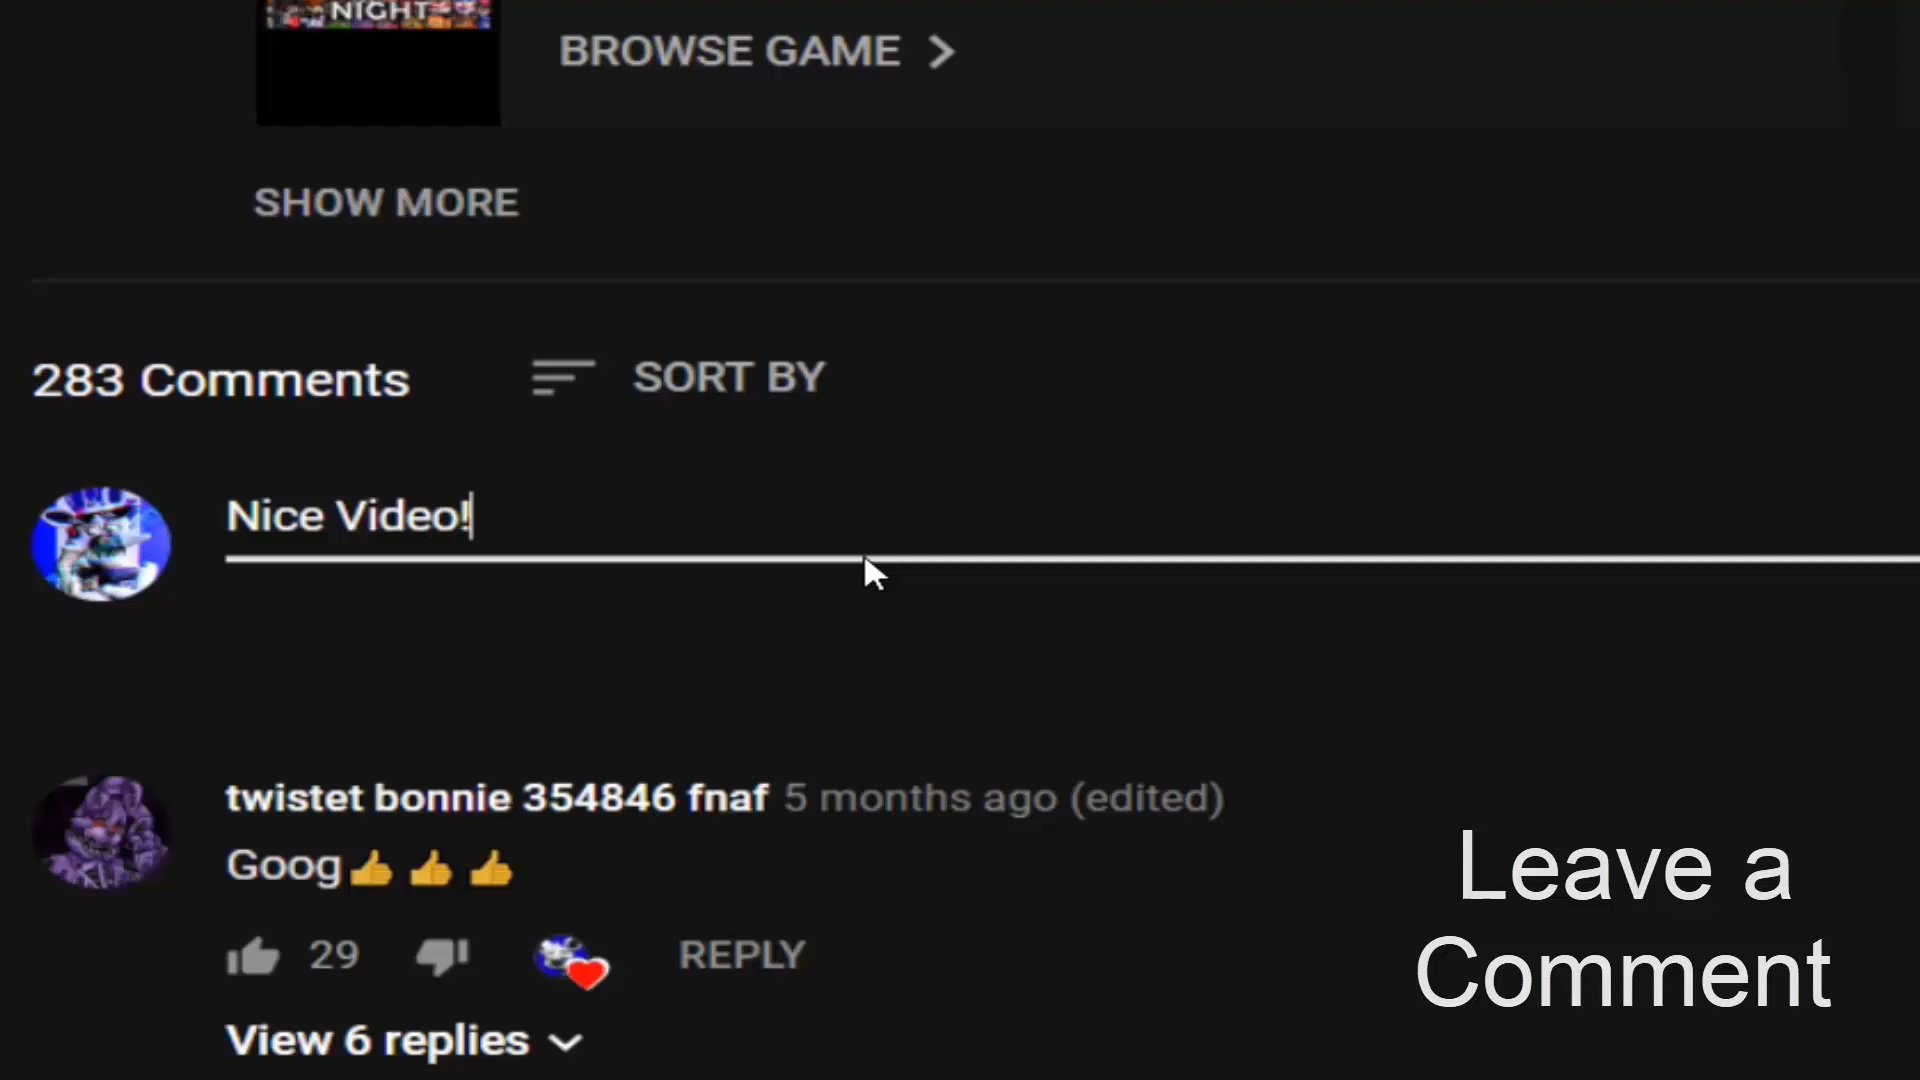 NIGHT
BROWSE GAME
SHOW MORE
283 Comments
SORT BY
Nice Video!
twistet bonnie 354846 fnaf 5 months ago (edited)
Goog👍👍👍
29
REPLY
View 6 replies
Leave a
Comment